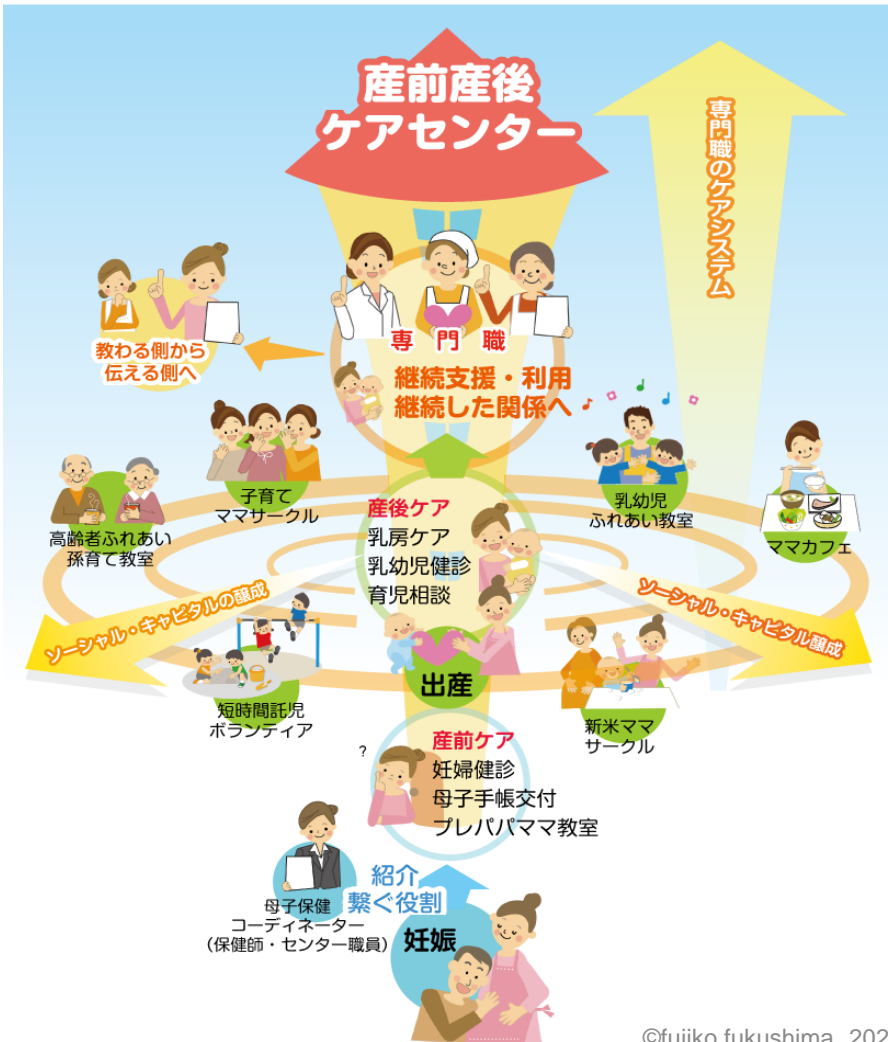 産前産後
ケアセンター
専門職のケアシステム
専門職
教わる側から
伝える側へ
継続支援・利用
継続した関係へ
子育て
ママサークル
乳幼児
ふれあい教室
高齢者ふれあい
孫育て教室
ママカフェ
産後ケア
乳房ケア
乳幼児健診
育児相談
ソーシャル・キャピタルの醸成
ソーシャル・キャピタル醸成
出産
短時間託児
ボランティア
新米ママ
サークル
?
産前ケア
妊婦健診
母子手帳交付
プレパパママ教室
紹介
繋ぐ役割
母子保健
コーディネーター
(保健師・センター職員)
妊娠
©fujiko fukushima 202